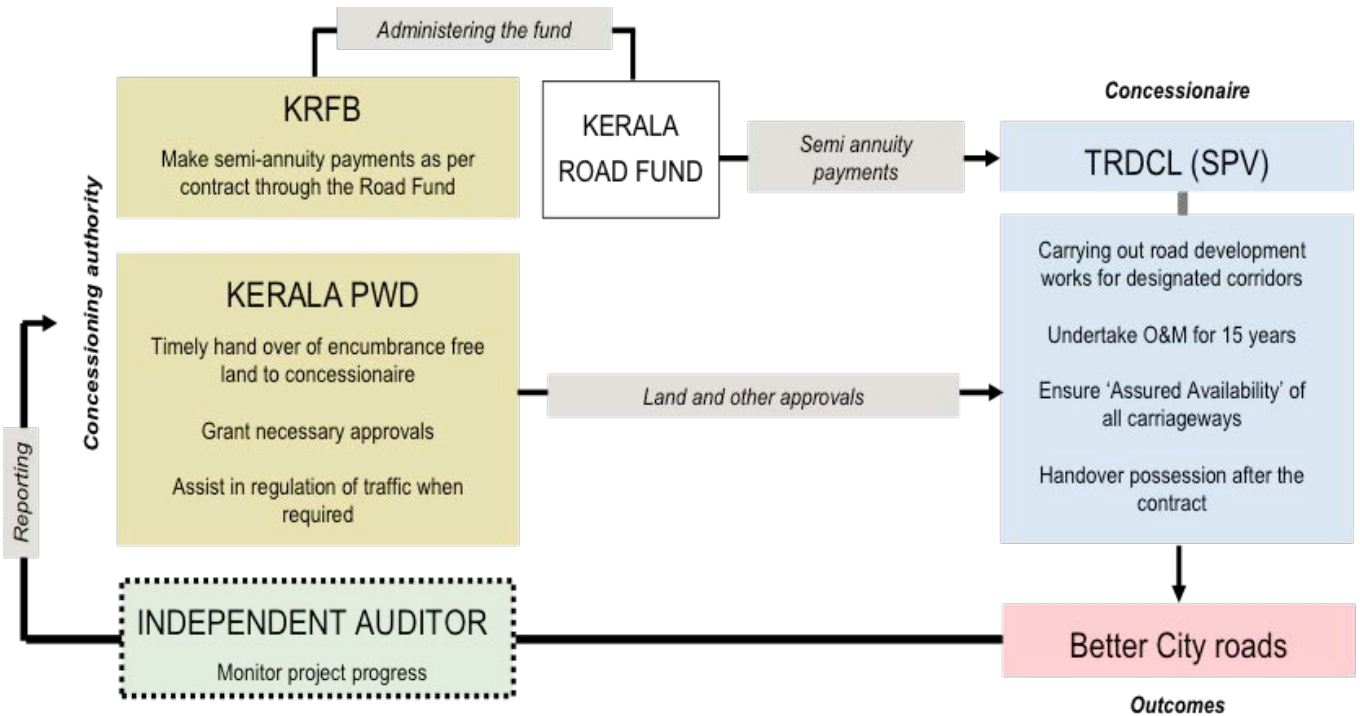 Administering the fund
KRFB
Make semi-annuity payments as per
contract through the Road Fund
KERALA
ROAD FUND
Semi annuity
payments
Concessionaire
TRDCL (SPV)
Concessioning authority
KERALA PWD
Timely hand over of encumbrance free
land to concessionaire
Grant necessary approvals
Assist in regulation of traffic when
required
Land and other approvals
Carrying out road development
works for designated corridors
Undertake O&M for 15 years
Ensure ‘Assured Availability’ of
all carriageways
Handover possession after the
contract
Reporting
INDEPENDENT AUDITOR
Monitor project progress
Better City roads
Outcomes